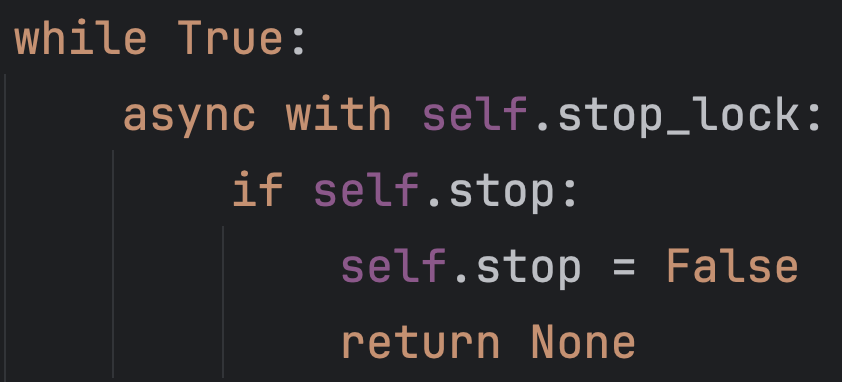 while True:
    async with self.stop_lock:
        if self.stop:
            self.stop = False
            return None